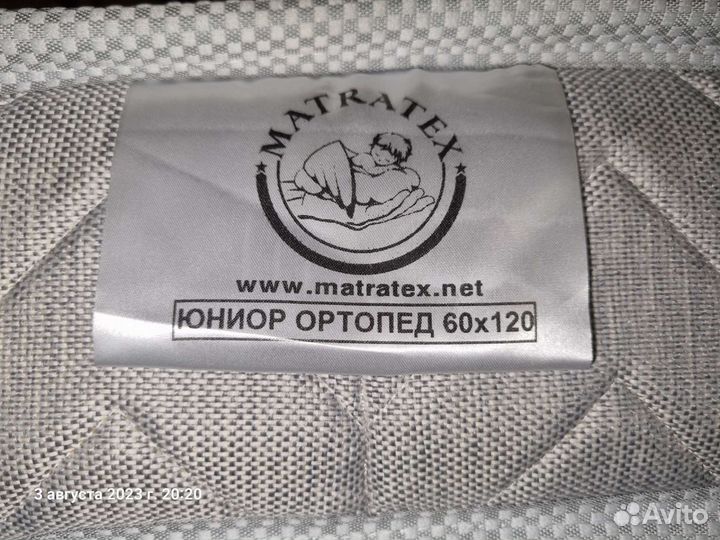 MATRATEX
www.matratex.net
ЮНИОР ОРТОПЕД 60x120
3 августа 2023 г. 20:20
Avito